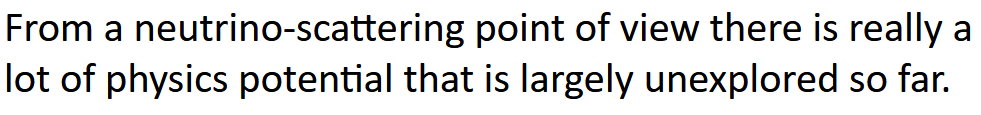 From a neutrino-scattering point of view there is really a
lot of physics potential that is largely unexplored so far.